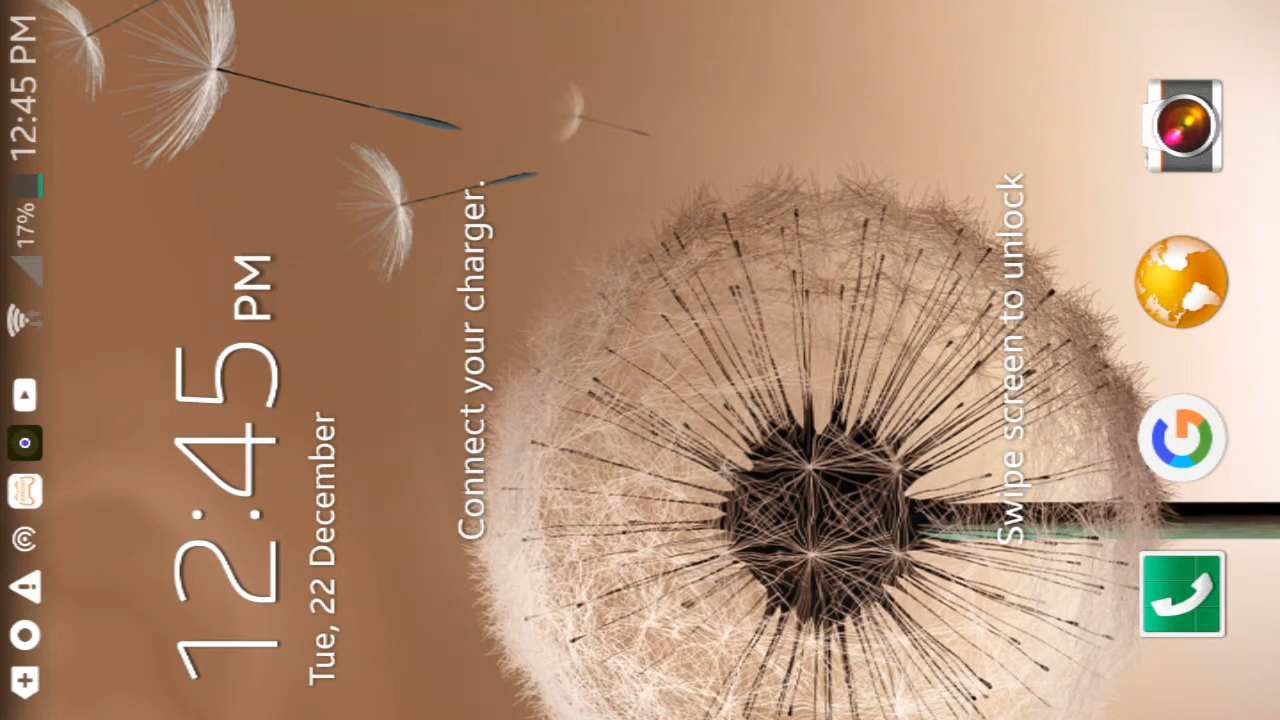 17% 12:45 PM
12:45 PM
Tue, 22 December
Connect your charger.
Swipe screen to unlock